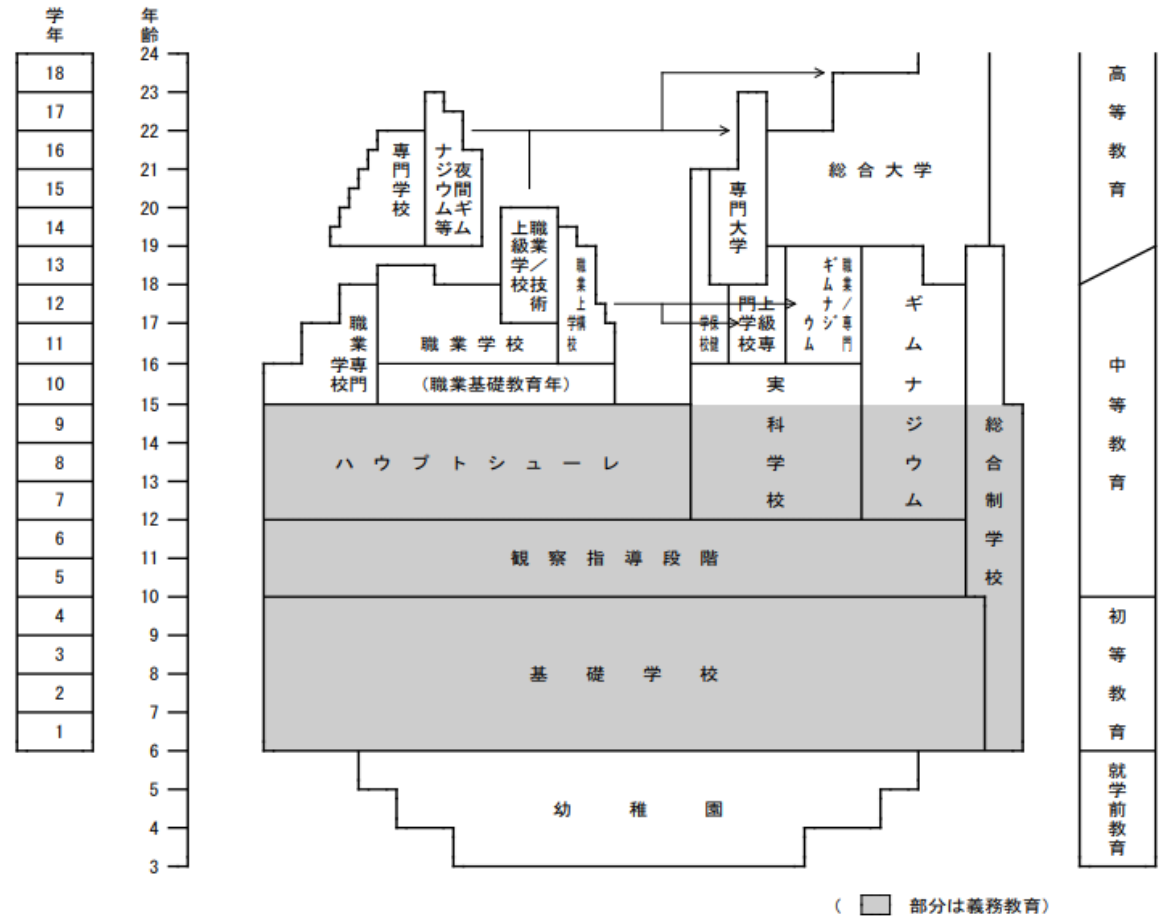 学年
年齢
24
18
23
17
22
16
21
15
20
14
19
13
18
12
17
11
16
10
15
9
14
8
13
7
12
6
11
5
10
4
9
3
8
2
7
1
6
5
4
3
専門学校
夜間ギムナジウム等
職業/技術上級学校
職業上構学校
職業専門学校
職業学校
(職業基礎教育年)
専門大学
総合大学
保健学校
上級専門学校
職業/専門ギムナジウム
ギムナジウム
実科学校
総合制学校
ハウプトシューレ
観察指導段階
基礎学校
幼稚園
高等教育
中等教育
初等教育
就学前教育
( 部分は義務教育)